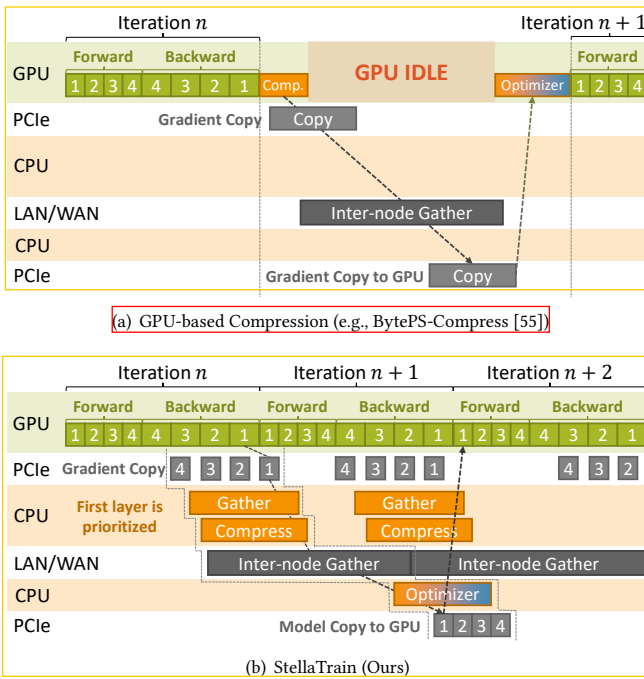 Iteration n
Iteration n + 1
Forward Backward Forward
GPU 1 2 3 4 4 3 2 1 Comp. GPU IDLE Optimizer 1 2 3 4
PCIe Gradient Copy Copy
CPU
LAN/WAN Inter-node Gather
CPU
PCIe Gradient Copy to GPU Copy
(a) GPU-based Compression (e.g., BytePS-Compress [55])
Iteration n Iteration n + 1 Iteration n + 2
Forward Backward Forward Backward Forward Backward
GPU 1 2 3 4 4 3 2 1 1 2 3 4 4 3 2 1 1 2 3 4 4 3 2 1
PCIe Gradient Copy 4 3 2 1 4 3 2 1 4 3 2
CPU First layer is prioritized Gather Gather
Compress Compress
LAN/WAN Inter-node Gather Inter-node Gather
CPU Optimizer
PCIe Model Copy to GPU 1 2 3 4
(b) StellaTrain (Ours)